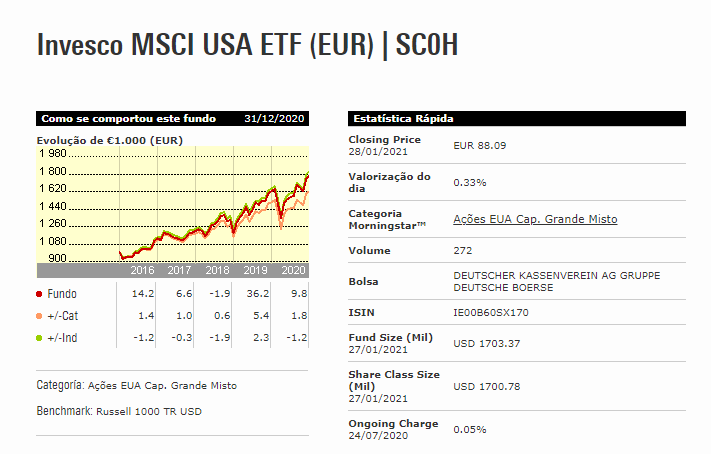 Invesco MSCI USA ETF (EUR) | SC0H
Como se comportou este fundo 31/12/2020
Evolução de €1.000 (EUR)
1 980
1 800
1 620
1 440
1 260
1 080
900
2016 2017 2018 2019 2020
Fundo 14.2 6.6 -1.9 36.2 9.8
+/-Cat 1.4 1.0 0.6 5.4 1.8
+/-Ind -1.2 -0.3 -1.9 2.3 -1.2
Categoría: Ações EUA Cap. Grande Misto
Benchmark: Russell 1000 TR USD
Estatística Rápida
Closing Price
28/01/2021
EUR 88.09
Valorização do
dia
0.33%
Categoria
Morningstar™
Ações EUA Cap. Grande Misto
Volume 272
Bolsa
DEUTSCHER KASSENVEREIN AG GRUPPE
DEUTSCHE BOERSE
ISIN IE00B60SX170
Fund Size (Mil)
27/01/2021
USD 1703.37
Share Class Size
(Mil)
27/01/2021
USD 1700.78
Ongoing Charge
24/07/2020
0.05%